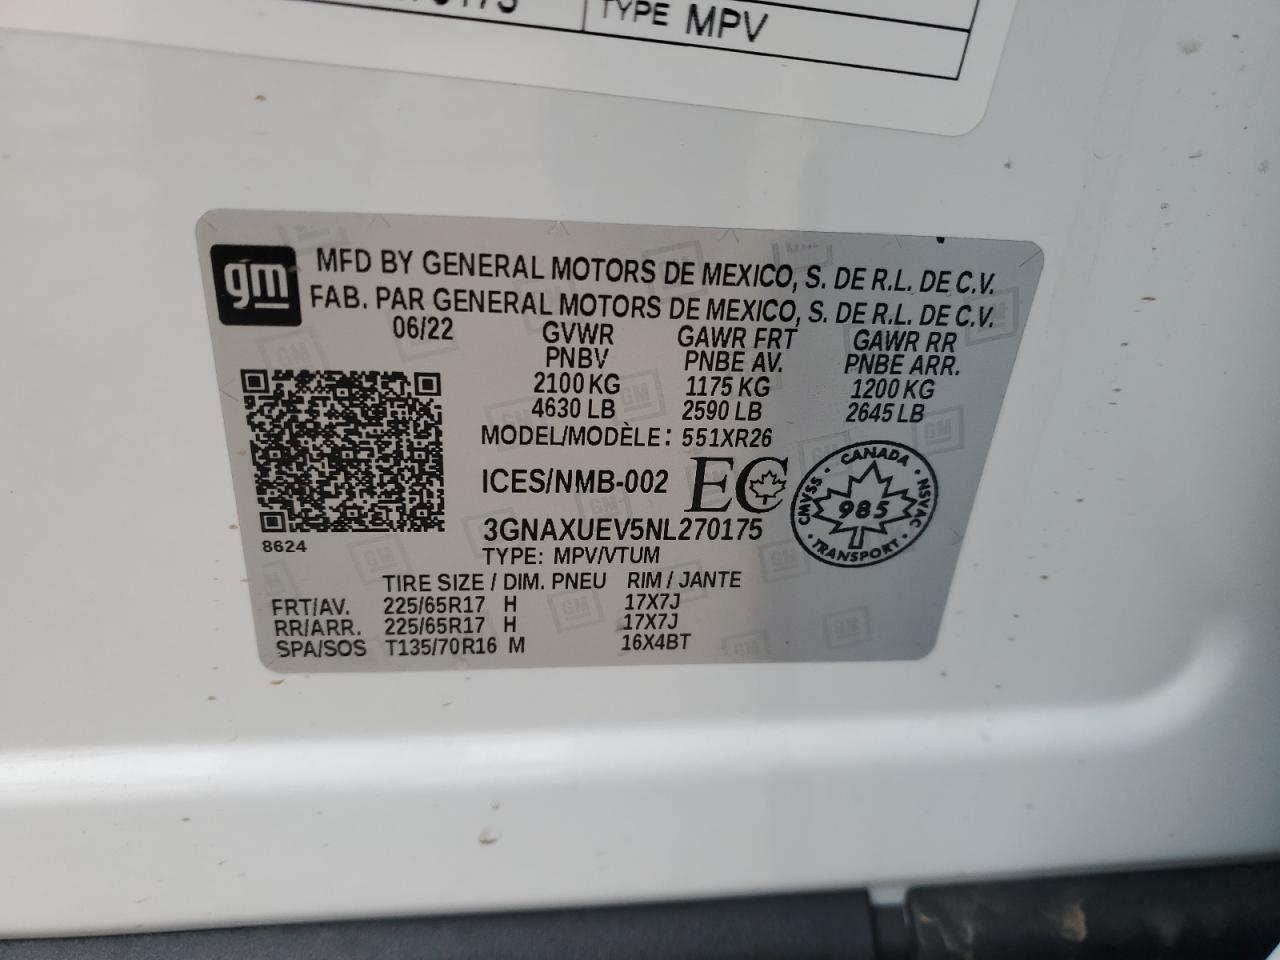 TYPE MPV
gm
MFD BY GENERAL MOTORS DE MEXICO, S. DE R.L. DE C.V.
FAB. PAR GENERAL MOTORS DE MEXICO, S. DE R.L. DE C.V.
06/22 GVWR GAWR FRT GAWR RR
PNBV PNBE AV. PNBE ARR.
2100 KG 1175 KG 1200 KG
4630 LB 2590 LB 2645 LB
MODEL/MODÈLE: 551XR26
ICES/NMB-002 EC
CANADA
CMVSS 985 NSVAC
TRANSPORT
3GNAXUEV5NL270175
8624
TYPE: MPV/VTUM
TIRE SIZE / DIM. PNEU RIM / JANTE
FRT/AV. 225/65R17 H 17X7J
RR/ARR. 225/65R17 H 17X7J
SPA/SOS T135/70R16 M 16X4BT